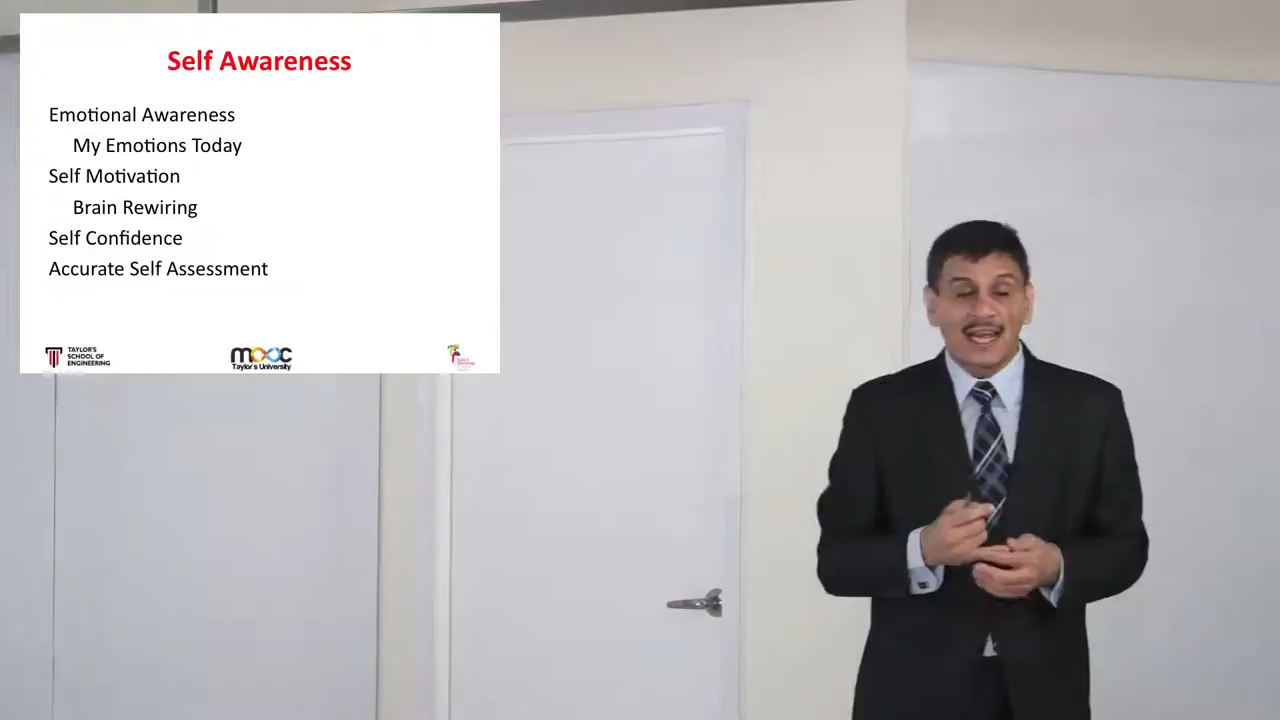 Self Awareness
Emotional Awareness
My Emotions Today
Self Motivation
Brain Rewiring
Self Confidence
Accurate Self Assessment
TAYLOR'S
SCHOOL OF
ENGINEERING
mooc
Taylor's University